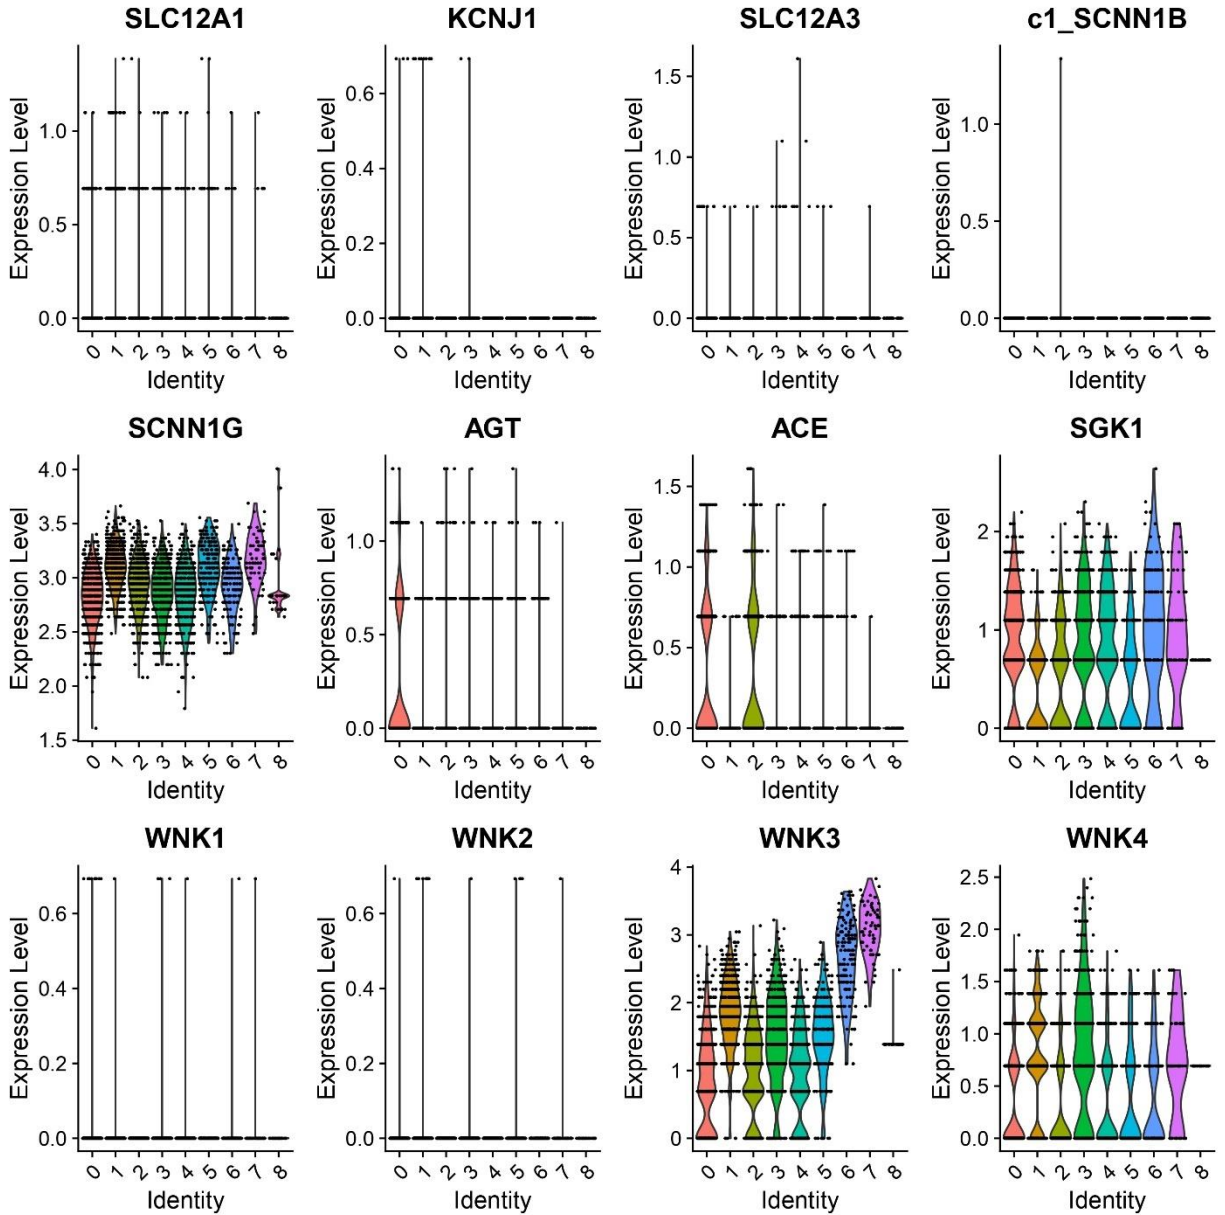 SLC12A1
Expression Level
1.0
0.5
0.0
0 1 2 3 4 5 6 7 8
Identity
KCNJ1
Expression Level
0.6
0.4
0.2
0.0
0 1 2 3 4 5 6 7 8
Identity
SLC12A3
Expression Level
1.5
1.0
0.5
0.0
0 1 2 3 4 5 6 7 8
Identity
c1_SCNN1B
Expression Level
1.0
0.5
0.0
0 1 2 3 4 5 6 7 8
Identity
SCNN1G
Expression Level
4.0
3.5
3.0
2.5
2.0
1.5
0 1 2 3 4 5 6 7 8
Identity
AGT
Expression Level
1.0
0.5
0.0
0 1 2 3 4 5 6 7 8
Identity
ACE
Expression Level
1.5
1.0
0.5
0.0
0 1 2 3 4 5 6 7 8
Identity
SGK1
Expression Level
2
1
0
0 1 2 3 4 5 6 7 8
Identity
WNK1
Expression Level
0.6
0.4
0.2
0.0
0 1 2 3 4 5 6 7 8
Identity
WNK2
Expression Level
0.6
0.4
0.2
0.0
0 1 2 3 4 5 6 7 8
Identity
WNK3
Expression Level
4
3
2
1
0
0 1 2 3 4 5 6 7 8
Identity
WNK4
Expression Level
2.5
2.0
1.5
1.0
0.5
0.0
0 1 2 3 4 5 6 7 8
Identity